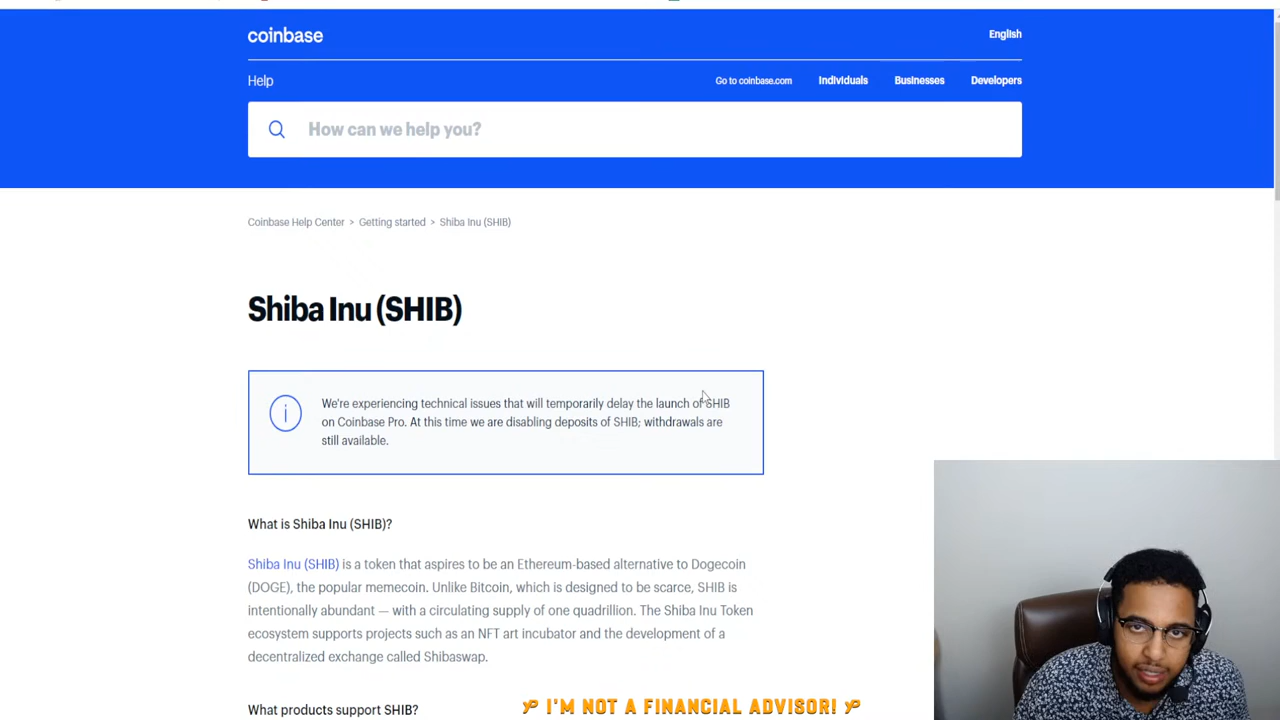 coinbase
English
Help
Go to coinbase.com
Individuals
Businesses
Developers
How can we help you?
Coinbase Help Center > Getting started > Shiba Inu (SHIB)
Shiba Inu (SHIB)
We're experiencing technical issues that will temporarily delay the launch of SHIB
on Coinbase Pro. At this time we are disabling deposits of SHIB; withdrawals are
still available.
What is Shiba Inu (SHIB)?
Shiba Inu (SHIB) is a token that aspires to be an Ethereum-based alternative to Dogecoin
(DOGE), the popular memecoin. Unlike Bitcoin, which is designed to be scarce, SHIB is
intentionally abundant — with a circulating supply of one quadrillion. The Shiba Inu Token
ecosystem supports projects such as an NFT art incubator and the development of a
decentralized exchange called Shibaswap.
What products support SHIB?
I'M NOT A FINANCIAL ADVISOR!